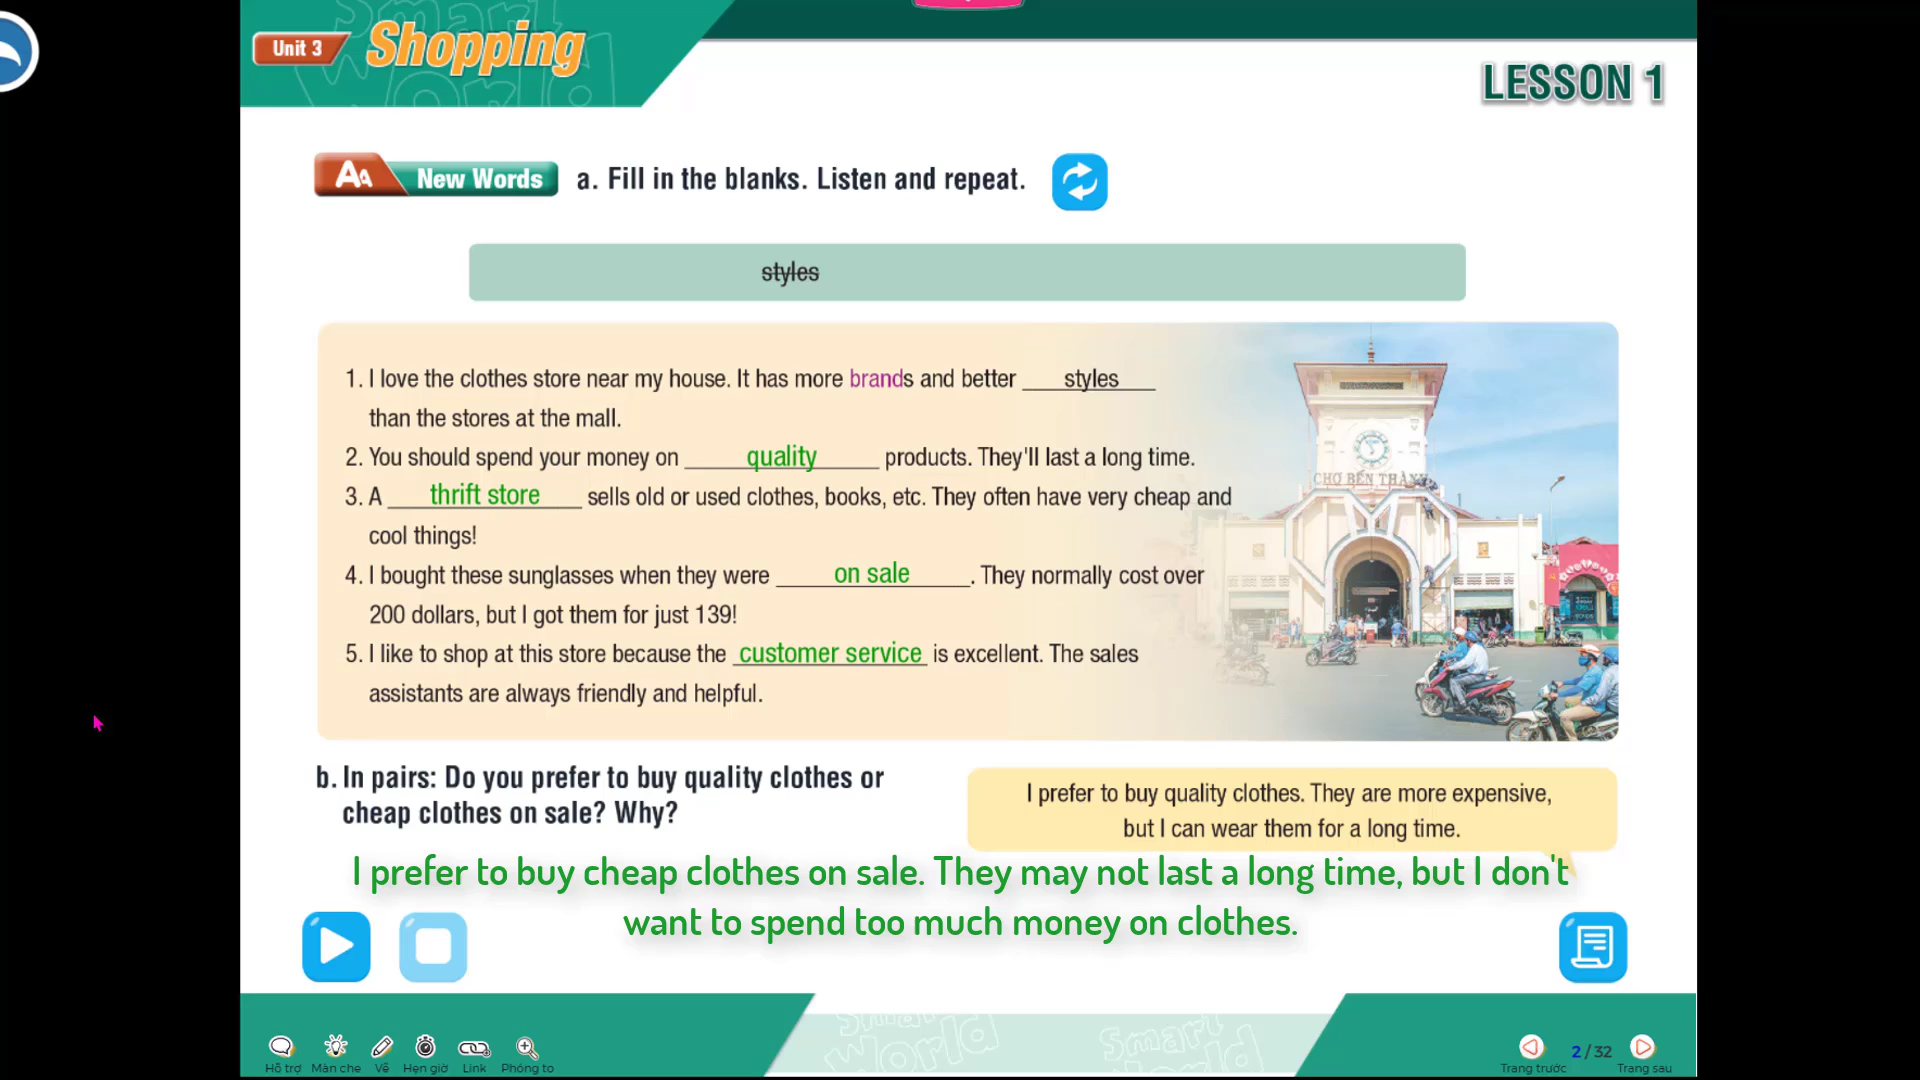 Unit 3
Shopping
LESSON 1
AA New Words a. Fill in the blanks. Listen and repeat.
styles
1. I love the clothes store near my house. It has more brands and better styles
than the stores at the mall.
2. You should spend your money on quality products. They'll last a long time.
3. A thrift store sells old or used clothes, books, etc. They often have very cheap and
cool things!
4. I bought these sunglasses when they were on sale. They normally cost over
200 dollars, but I got them for just 139!
5. I like to shop at this store because the customer service is excellent. The sales
assistants are always friendly and helpful.
CHỢ BẾN THÀNH
b. In pairs: Do you prefer to buy quality clothes or
cheap clothes on sale? Why?
I prefer to buy quality clothes. They are more expensive,
but I can wear them for a long time.
I prefer to buy cheap clothes on sale. They may not last a long time, but I don't
want to spend too much money on clothes.
Smart World
Smart World
Hỗ trợ Màn che Vẽ Hẹn giờ Link Phóng to
Trang trước 2 / 32 Trang sau